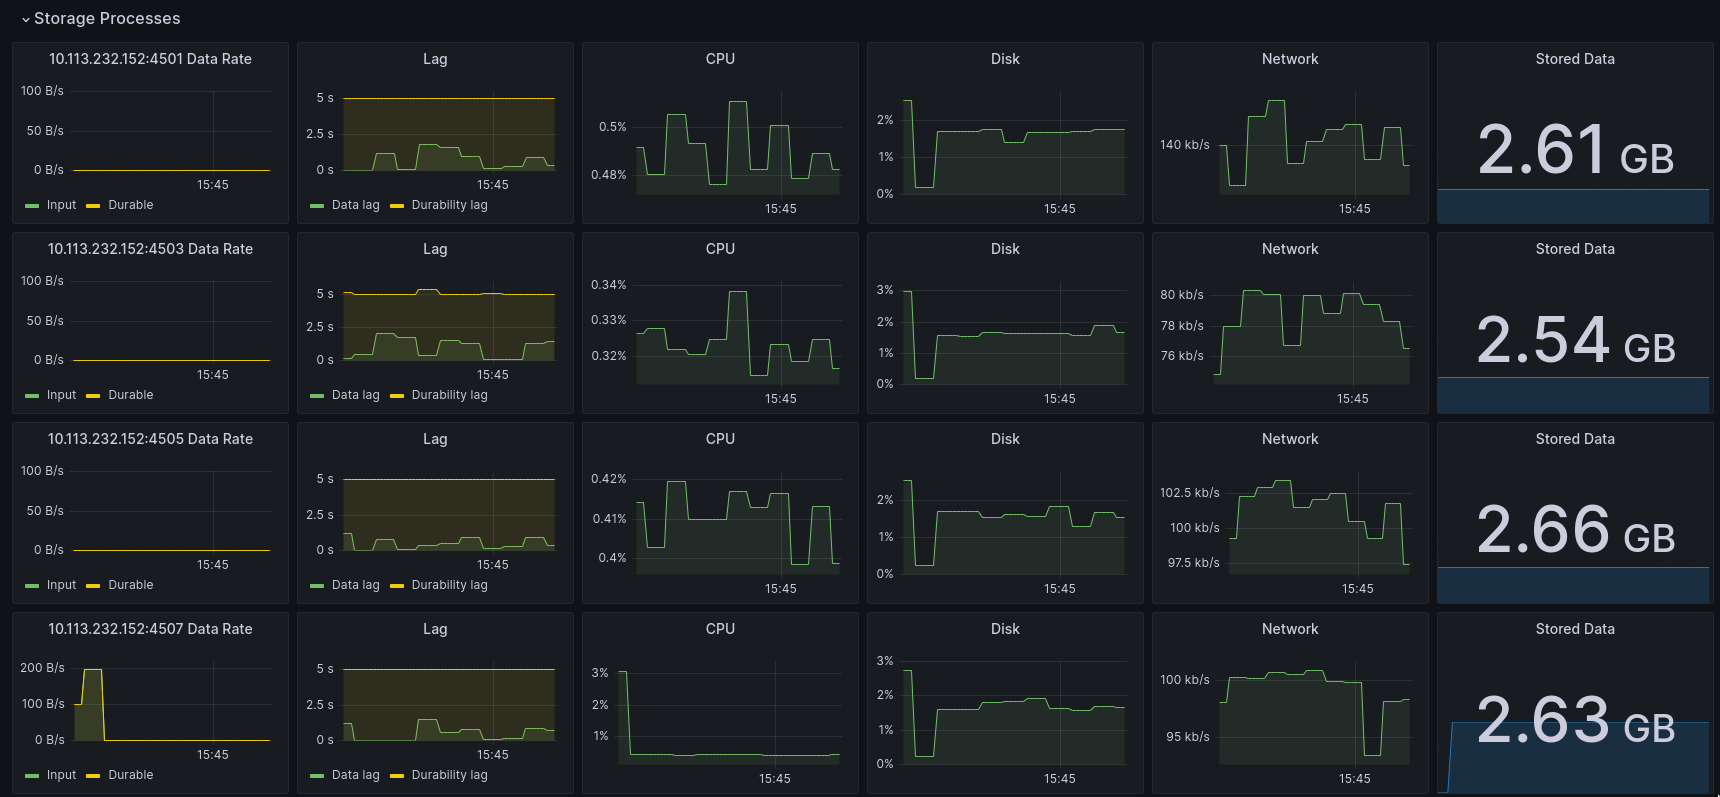 Storage Processes
10.113.232.152:4501 Data Rate
100 B/s
50 B/s
0 B/s
15:45
Input Durable
Lag
5 s
2.5 s
0 s
15:45
Data lag Durability lag
CPU
0.5%
0.48%
15:45
Disk
2%
1%
0%
15:45
Network
140 kb/s
15:45
Stored Data
2.61 GB
10.113.232.152:4503 Data Rate
100 B/s
50 B/s
0 B/s
15:45
Input Durable
Lag
5 s
2.5 s
0 s
15:45
Data lag Durability lag
CPU
0.34%
0.33%
0.32%
15:45
Disk
3%
2%
1%
0%
15:45
Network
80 kb/s
78 kb/s
76 kb/s
15:45
Stored Data
2.54 GB
10.113.232.152:4505 Data Rate
100 B/s
50 B/s
0 B/s
15:45
Input Durable
Lag
5 s
2.5 s
0 s
15:45
Data lag Durability lag
CPU
0.42%
0.41%
0.4%
15:45
Disk
2%
1%
0%
15:45
Network
102.5 kb/s
100 kb/s
97.5 kb/s
15:45
Stored Data
2.66 GB
10.113.232.152:4507 Data Rate
200 B/s
100 B/s
0 B/s
15:45
Input Durable
Lag
5 s
2.5 s
0 s
15:45
Data lag Durability lag
CPU
3%
2%
1%
15:45
Disk
3%
2%
1%
0%
15:45
Network
100 kb/s
95 kb/s
15:45
Stored Data
2.63 GB